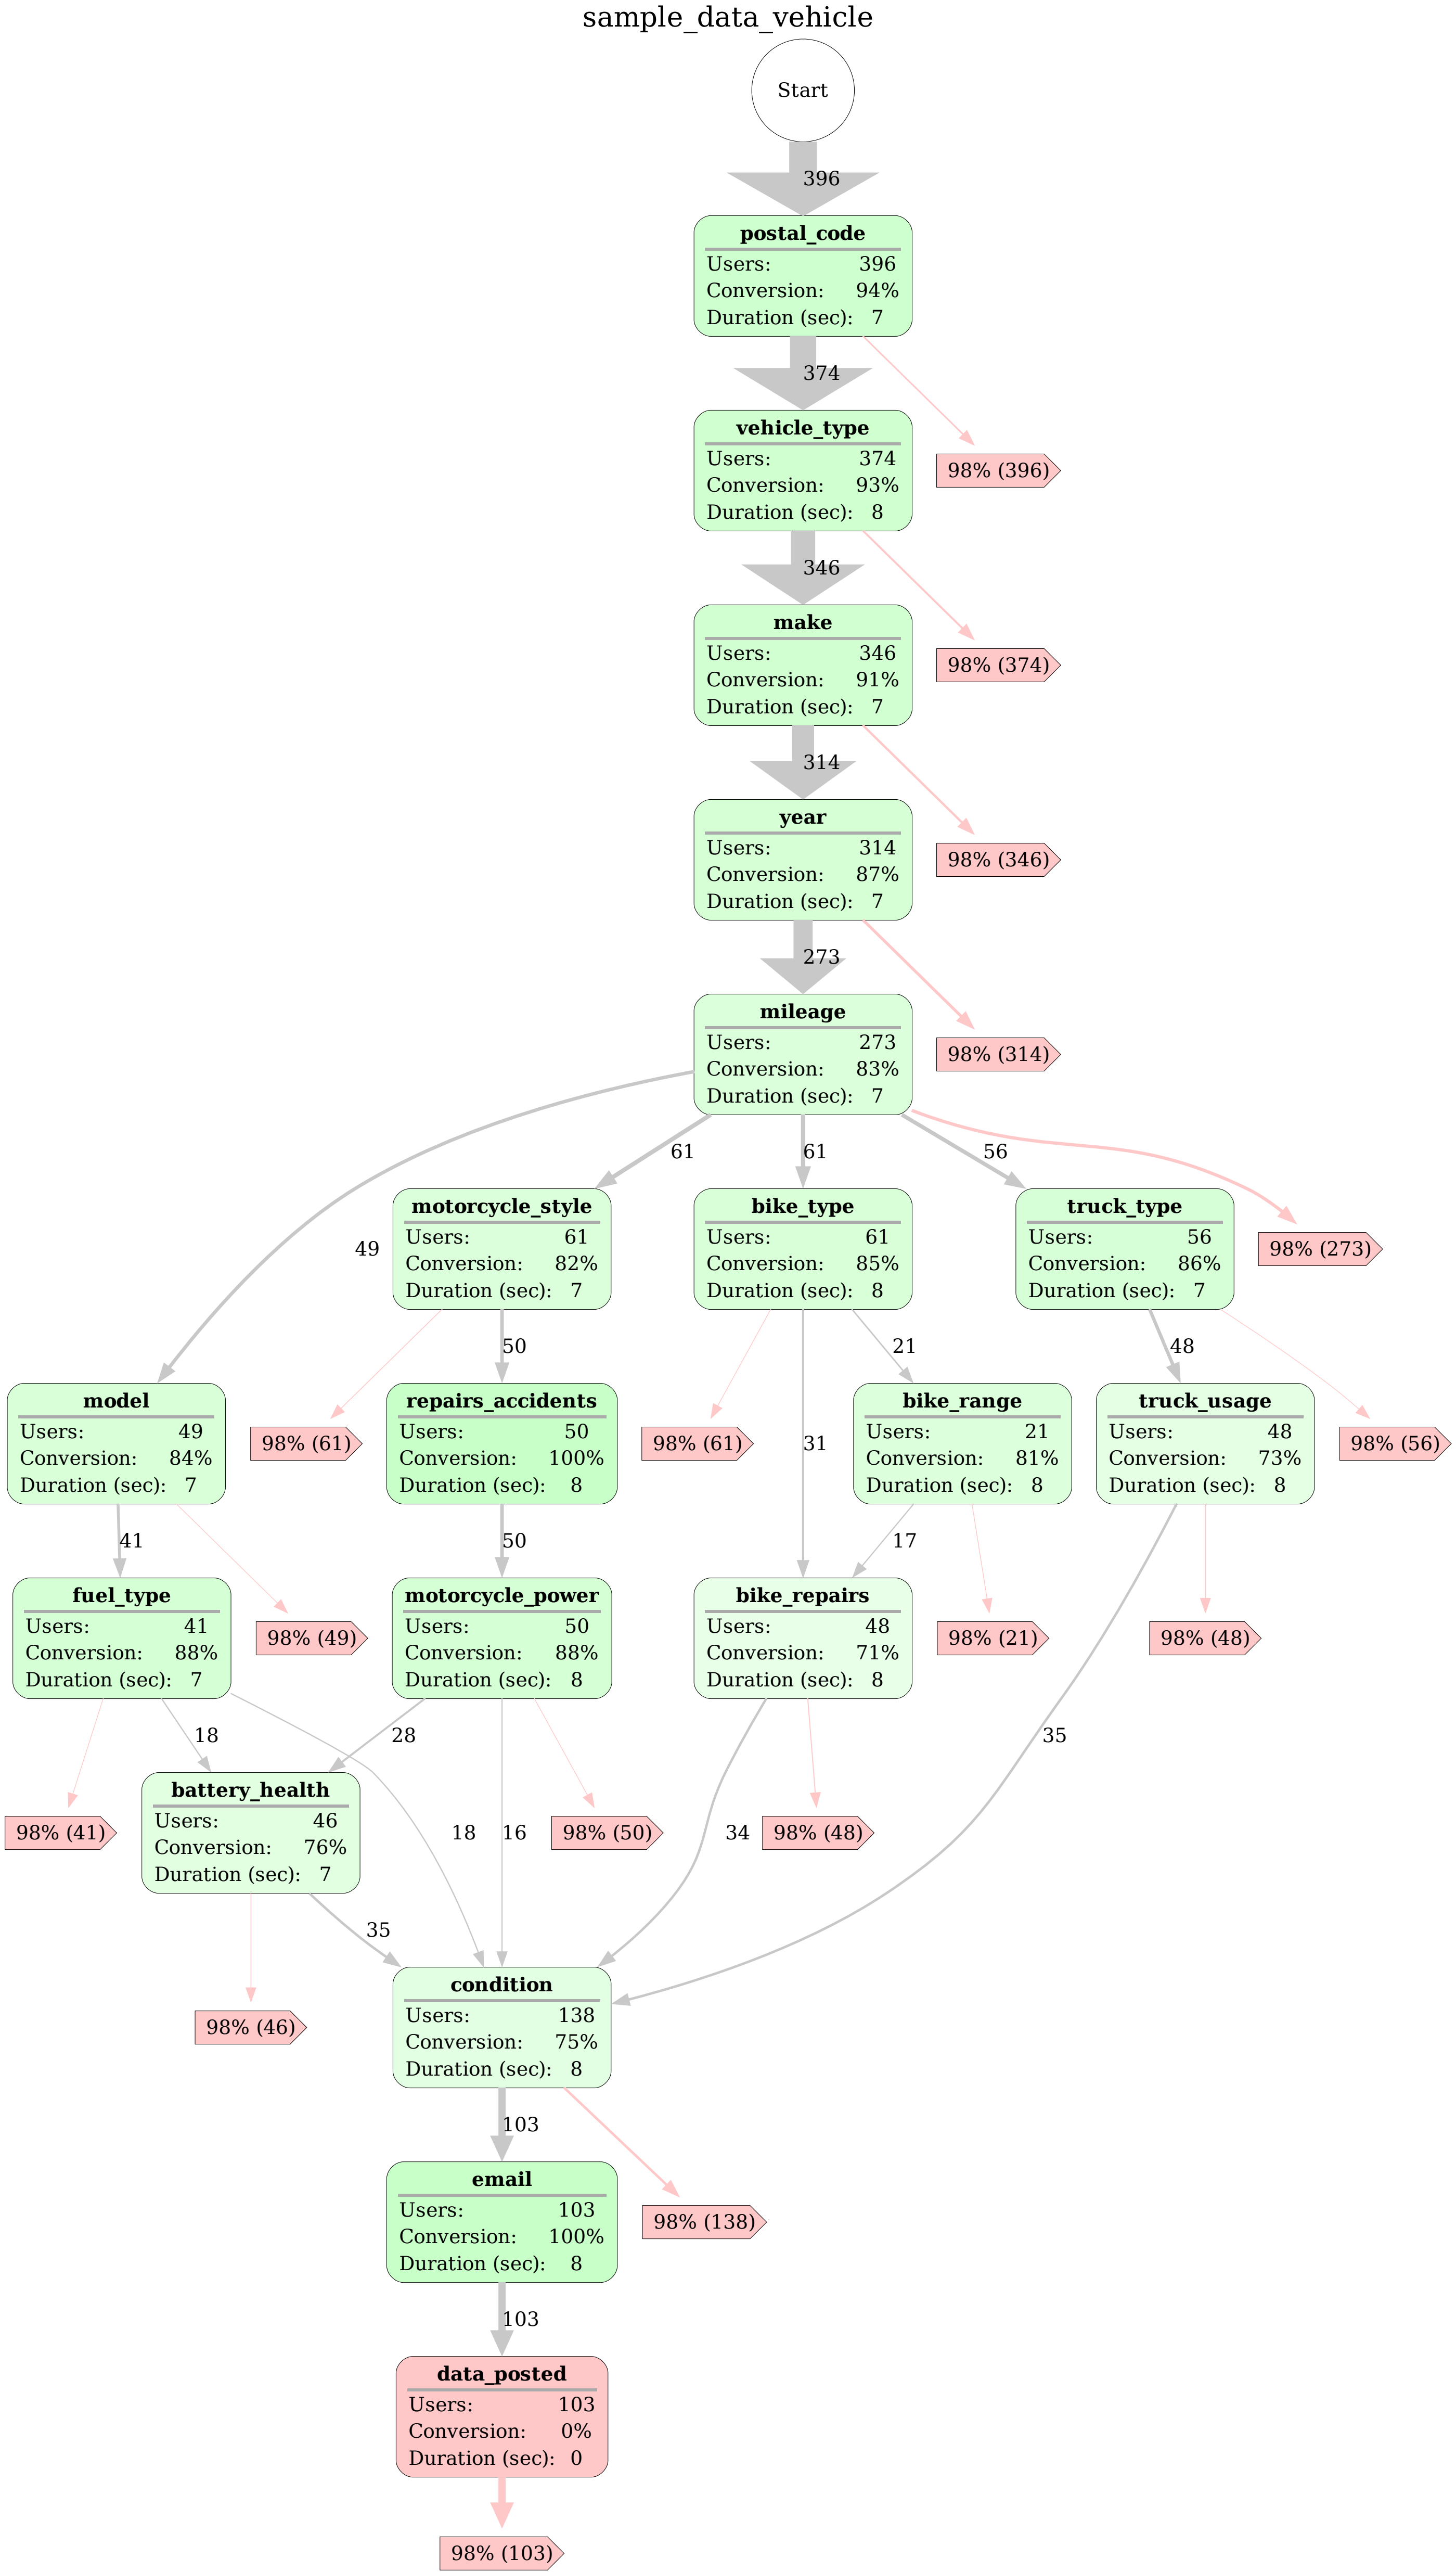 sample_data_vehicle
Start
396
postal_code
Users: 396
Conversion: 94%
Duration (sec): 7
374
vehicle_type
Users: 374
Conversion: 93%
Duration (sec): 8
98% (396)
346
make
Users: 346
Conversion: 91%
Duration (sec): 7
98% (374)
314
year
Users: 314
Conversion: 87%
Duration (sec): 7
98% (346)
273
mileage
Users: 273
Conversion: 83%
Duration (sec): 7
98% (314)
61
61
56
49
motorcycle_style
Users: 61
Conversion: 82%
Duration (sec): 7
bike_type
Users: 61
Conversion: 85%
Duration (sec): 8
truck_type
Users: 56
Conversion: 86%
Duration (sec): 7
98% (273)
50
21
48
model
Users: 49
Conversion: 84%
Duration (sec): 7
98% (61)
repairs_accidents
Users: 50
Conversion: 100%
Duration (sec): 8
98% (61)
31
bike_range
Users: 21
Conversion: 81%
Duration (sec): 8
truck_usage
Users: 48
Conversion: 73%
Duration (sec): 8
98% (56)
41
50
17
fuel_type
Users: 41
Conversion: 88%
Duration (sec): 7
98% (49)
motorcycle_power
Users: 50
Conversion: 88%
Duration (sec): 8
bike_repairs
Users: 48
Conversion: 71%
Duration (sec): 8
98% (21)
98% (48)
18
28
35
98% (41)
battery_health
Users: 46
Conversion: 76%
Duration (sec): 7
18
16
98% (50)
34
98% (48)
35
98% (46)
condition
Users: 138
Conversion: 75%
Duration (sec): 8
103
email
Users: 103
Conversion: 100%
Duration (sec): 8
98% (138)
103
data_posted
Users: 103
Conversion: 0%
Duration (sec): 0
98% (103)